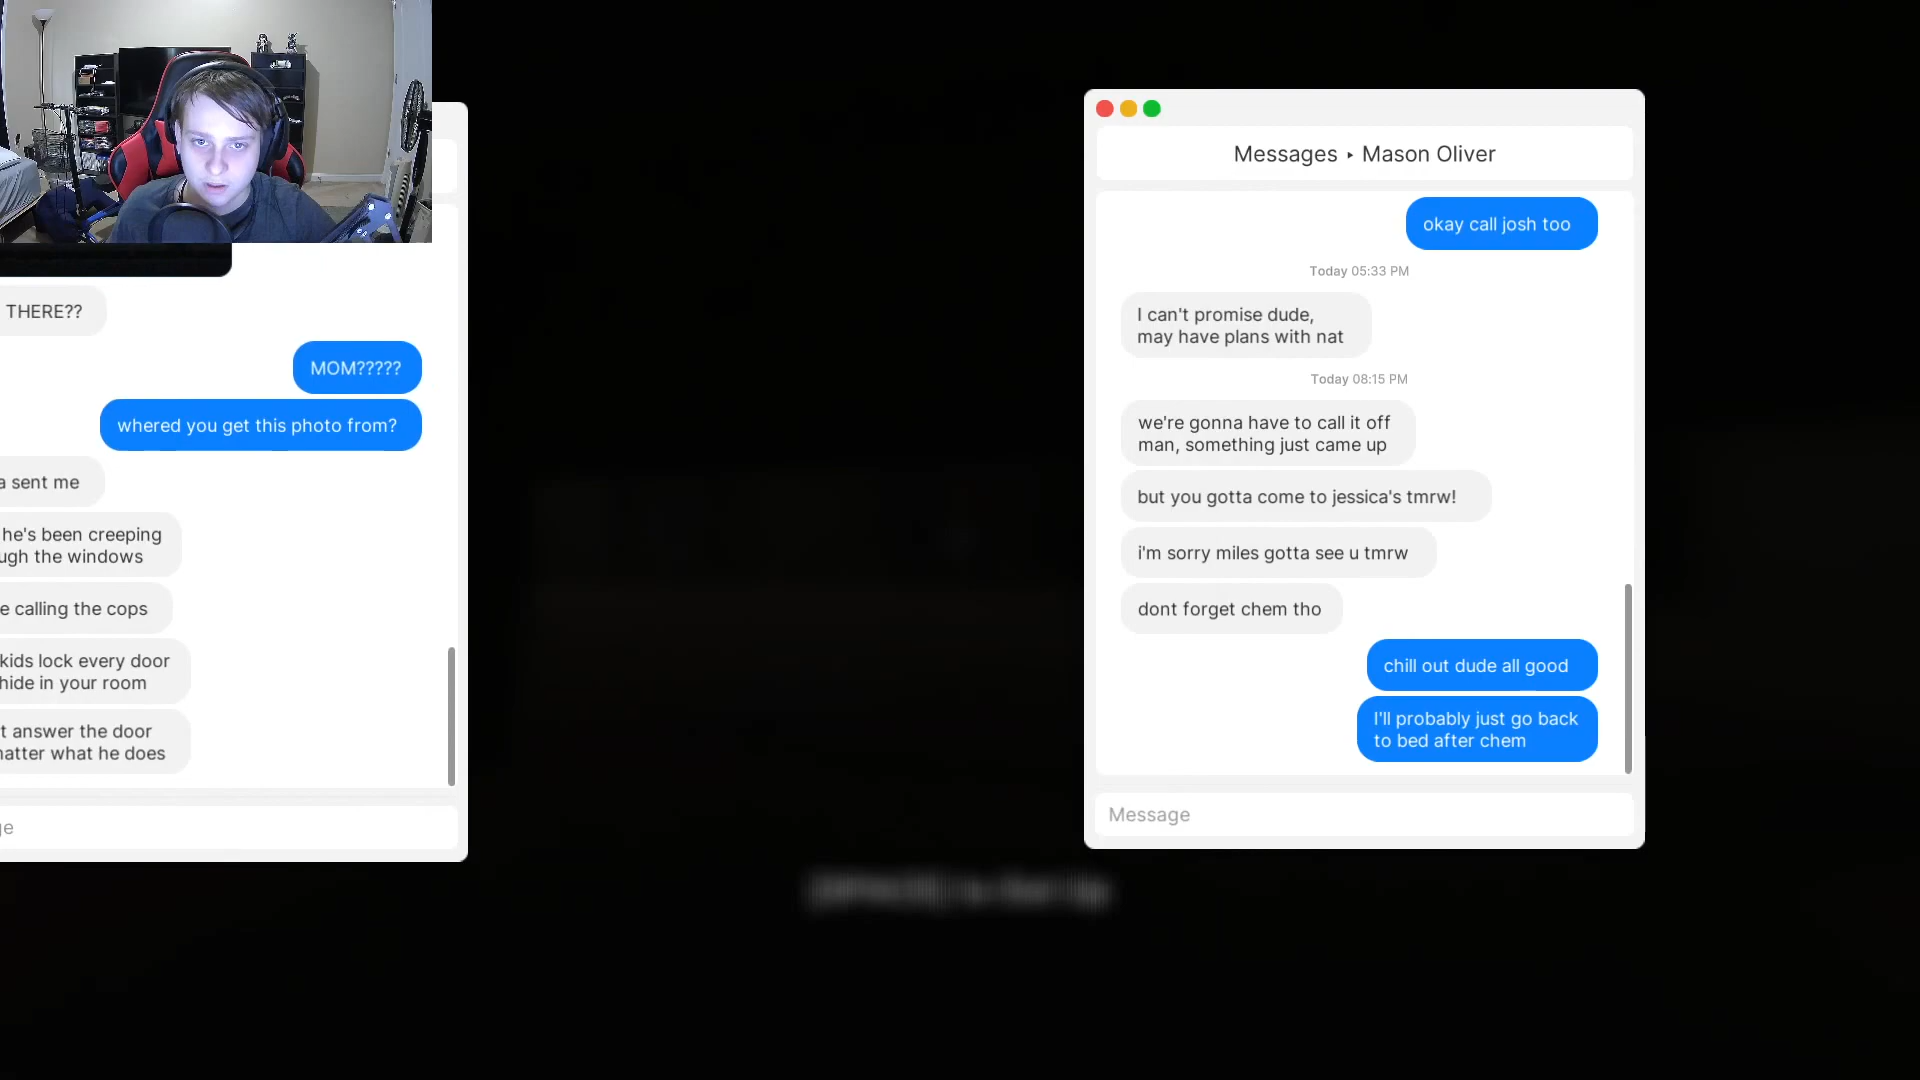 THERE??
MOM?????
whered you get this photo from?
a sent me
he's been creeping
ugh the windows
e calling the cops
kids lock every door
hide in your room
t answer the door
natter what he does
ge
Messages ▸ Mason Oliver
okay call josh too
Today 05:33 PM
I can't promise dude,
may have plans with nat
Today 08:15 PM
we're gonna have to call it off
man, something just came up
but you gotta come to jessica's tmrw!
i'm sorry miles gotta see u tmrw
dont forget chem tho
chill out dude all good
I'll probably just go back
to bed after chem
Message